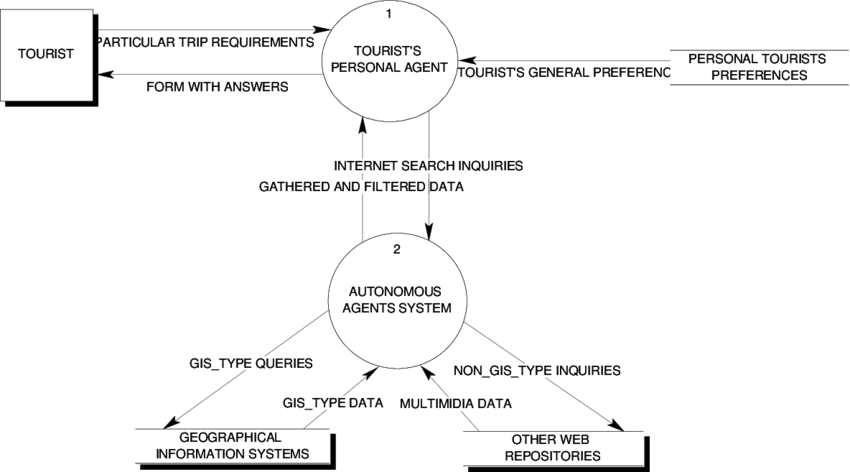 1
TOURIST
PARTICULAR TRIP REQUIREMENTS
TOURIST'S
PERSONAL AGENT
PERSONAL TOURISTS
PREFERENCES
TOURIST'S GENERAL PREFERENC
FORM WITH ANSWERS
INTERNET SEARCH INQUIRIES
GATHERED AND FILTERED DATA
2
AUTONOMOUS
AGENTS SYSTEM
GIS_TYPE QUERIES
NON_GIS_TYPE INQUIRIES
GIS_TYPE DATA
MULTIMIDIA DATA
GEOGRAPHICAL
INFORMATION SYSTEMS
OTHER WEB
REPOSITORIES